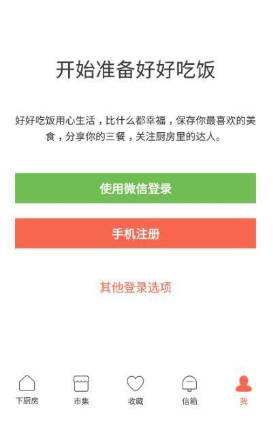 开始准备好好吃饭
好好吃饭用心生活，比什么都幸福，保存你最喜欢的美
食，分享你的三餐，关注厨房里的达人。
使用微信登录
手机注册
其他登录选项
下厨房 市集 收藏 信箱 我